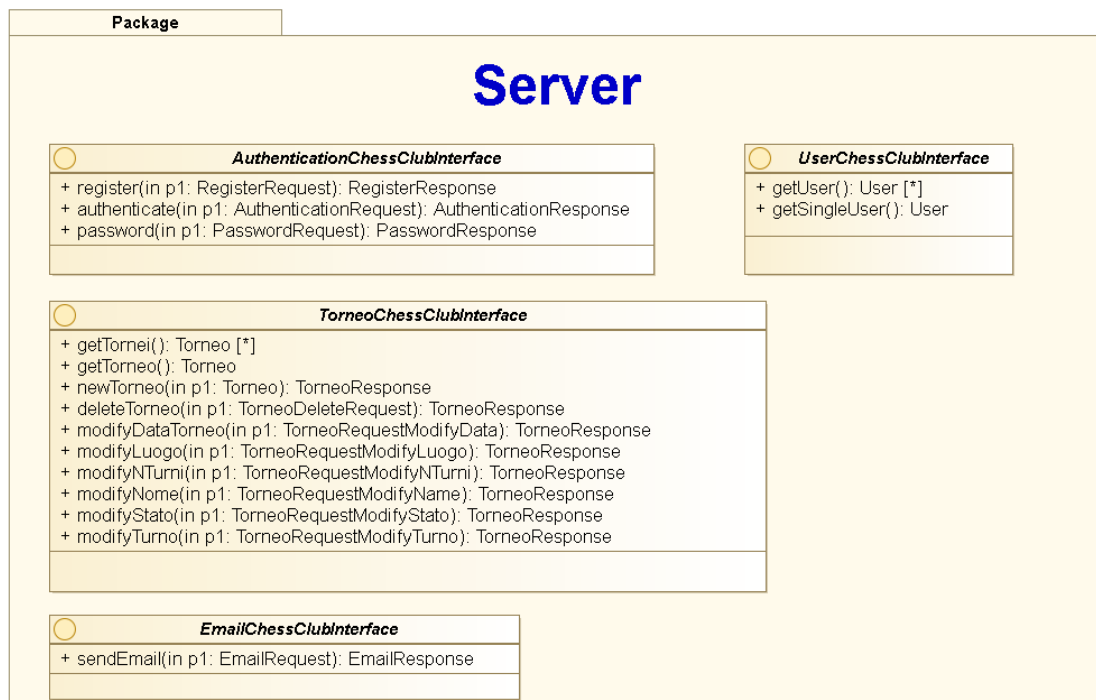 Package
Server
AuthenticationChessClubInterface
+ register(in p1: RegisterRequest): RegisterResponse
+ authenticate(in p1: AuthenticationRequest): AuthenticationResponse
+ password(in p1: PasswordRequest): PasswordResponse
UserChessClubInterface
+ getUser(): User [*]
+ getSingleUser(): User
TorneoChessClubInterface
+ getTornei(): Torneo [*]
+ getTorneo(): Torneo
+ newTorneo(in p1: Torneo): TorneoResponse
+ deleteTorneo(in p1: TorneoDeleteRequest): TorneoResponse
+ modifyDataTorneo(in p1: TorneoRequestModifyData): TorneoResponse
+ modifyLuogo(in p1: TorneoRequestModifyLuogo): TorneoResponse
+ modifyNTurni(in p1: TorneoRequestModifyNTurni): TorneoResponse
+ modifyNome(in p1: TorneoRequestModifyName): TorneoResponse
+ modifyStato(in p1: TorneoRequestModifyStato): TorneoResponse
+ modifyTurno(in p1: TorneoRequestModifyTurno): TorneoResponse
EmailChessClubInterface
+ sendEmail(in p1: EmailRequest): EmailResponse